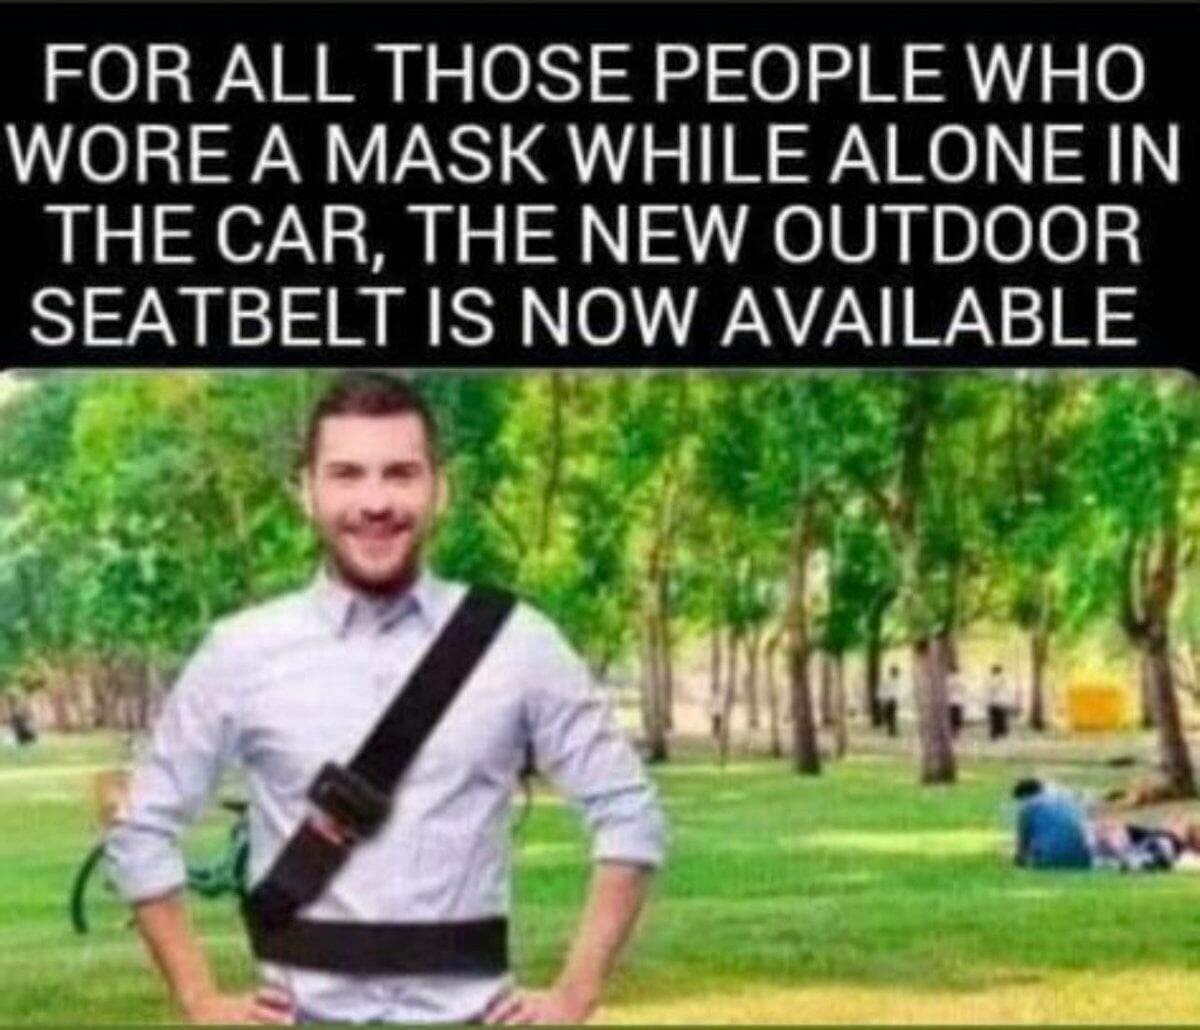 FOR ALL THOSE PEOPLE WHO
WORE A MASK WHILE ALONE IN
THE CAR, THE NEW OUTDOOR
SEATBELT IS NOW AVAILABLE